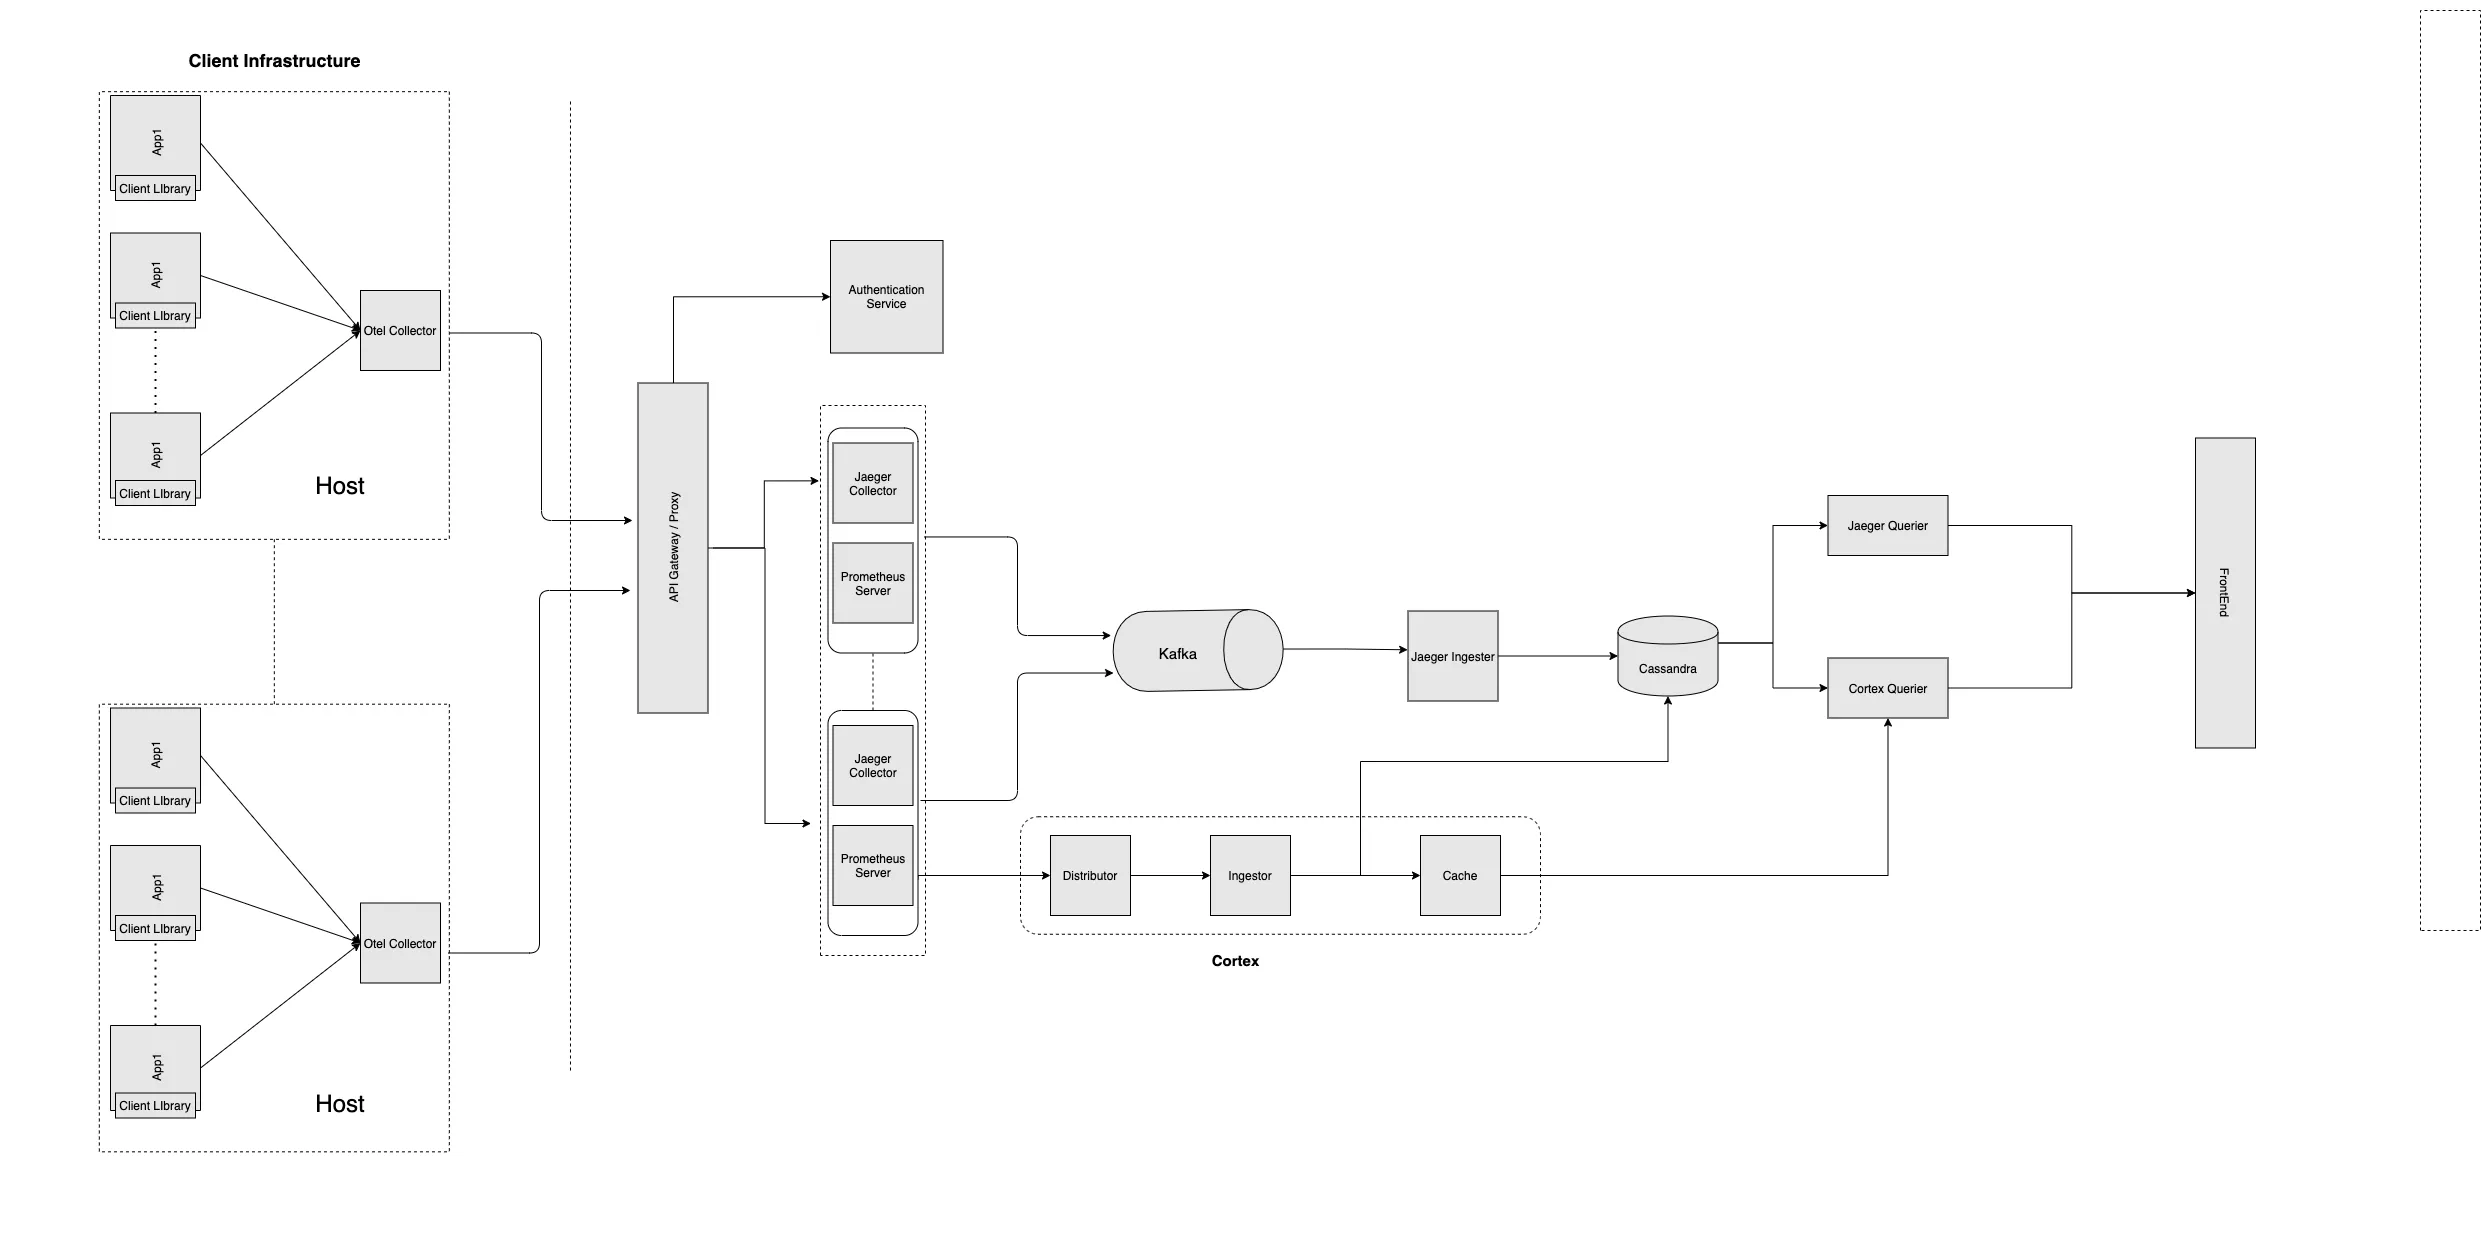 Client Infrastructure
App1
Client LIbrary
App1
Client LIbrary
App1
Client LIbrary
Otel Collector
Host
App1
Client LIbrary
App1
Client LIbrary
App1
Client LIbrary
Otel Collector
Host
API Gateway / Proxy
Authentication
Service
Jaeger
Collector
Prometheus
Server
Jaeger
Collector
Prometheus
Server
Kafka
Jaeger Ingester
Cassandra
Distributor
Ingestor
Cache
Cortex
Jaeger Querier
Cortex Querier
FrontEnd